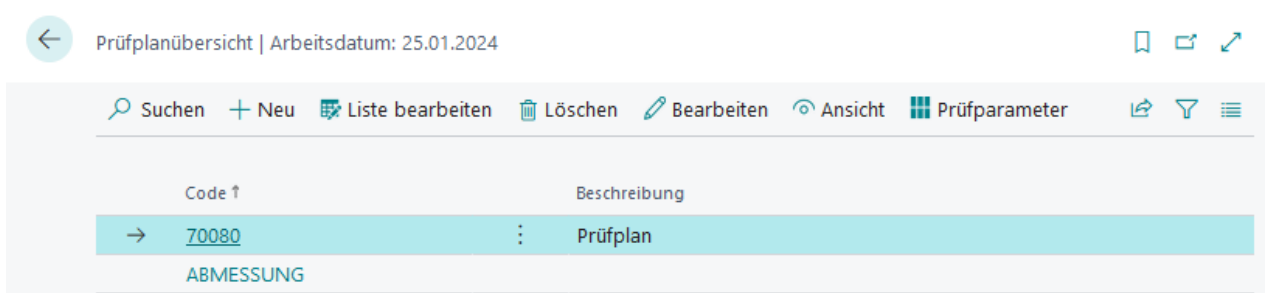 Prüfplanübersicht | Arbeitsdatum: 25.01.2024
Suchen Neu Liste bearbeiten Löschen Bearbeiten Ansicht Prüfparameter
Code ↑ Beschreibung
→ 70080 ⋮ Prüfplan
ABMESSUNG